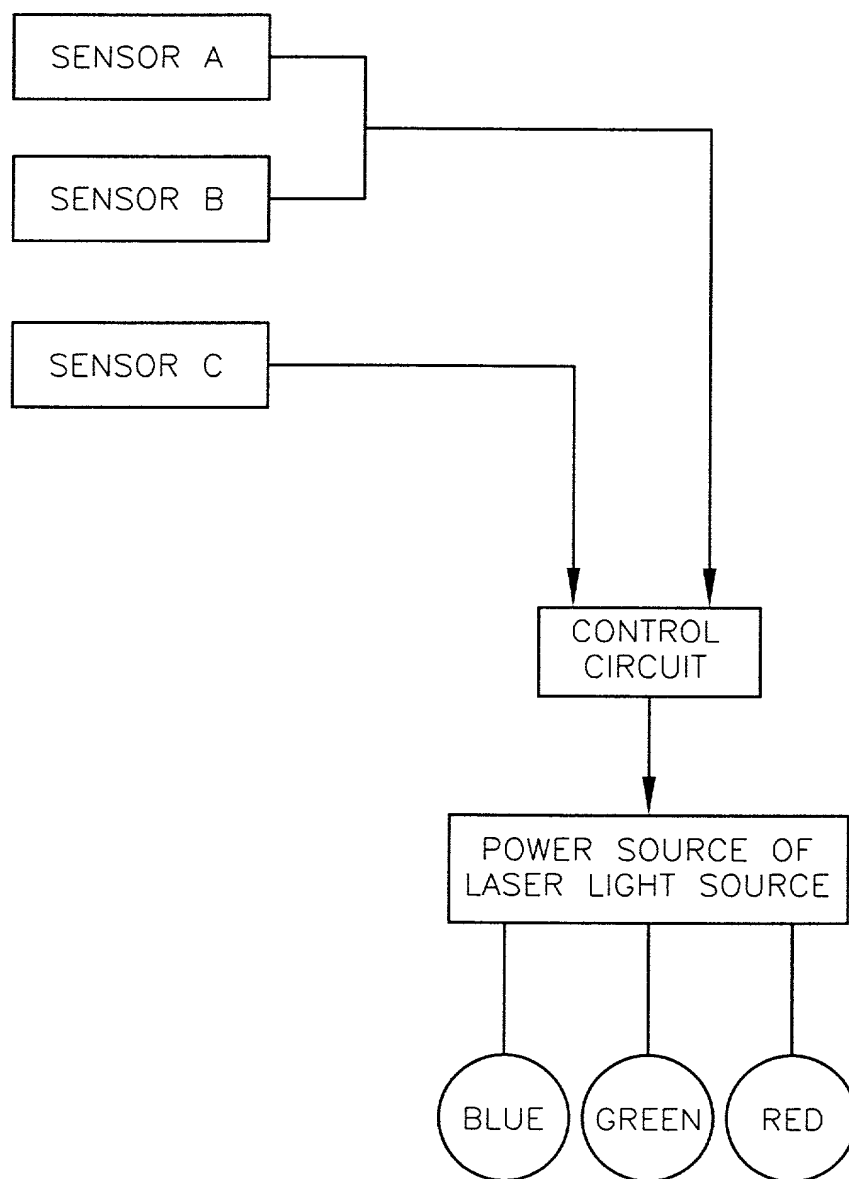 SENSOR A
SENSOR B
SENSOR C
CONTROL
CIRCUIT
POWER SOURCE OF
LASER LIGHT SOURCE
BLUE
GREEN
RED